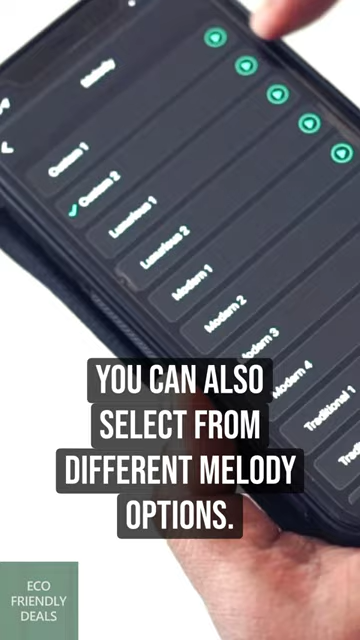 Melody
Custom 1
Custom 2
Luxurious 1
Luxurious 2
Modern 1
Modern 2
Modern 3
Modern 4
Traditional 1
YOU CAN ALSO
SELECT FROM
DIFFERENT MELODY
OPTIONS.
ECO
FRIENDLY
DEALS